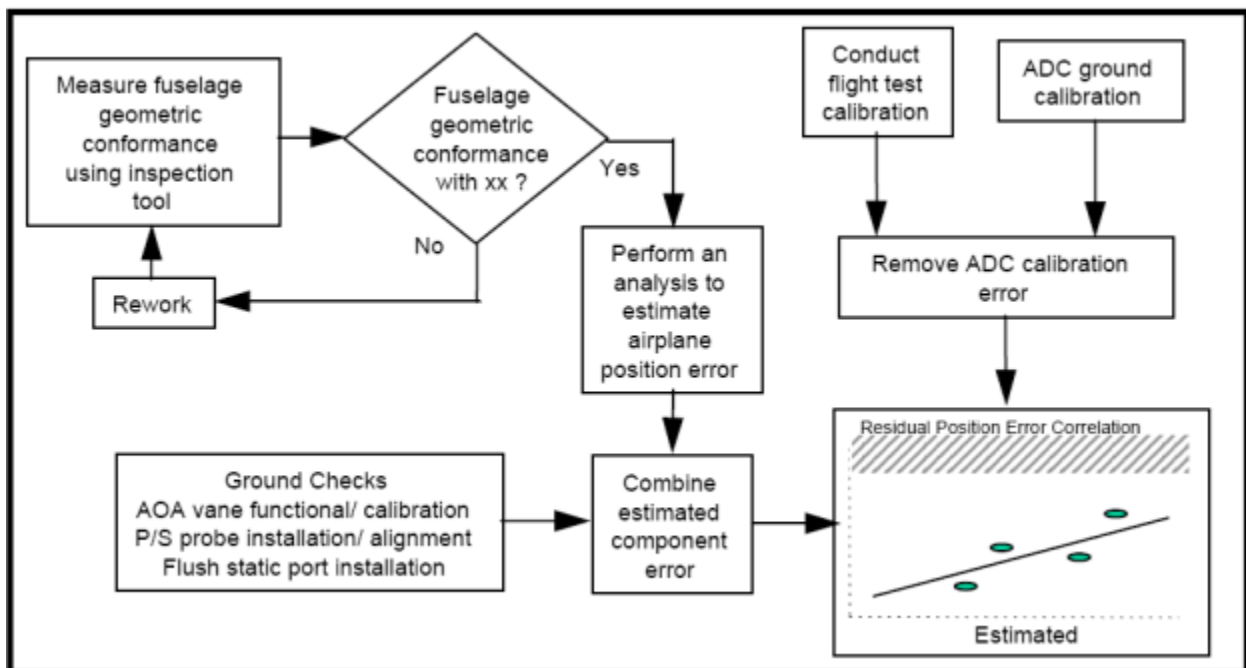 Measure fuselage
geometric
conformance
using inspection
tool
Fuselage
geometric
conformance
with xx ?
Yes
No
Rework
Perform an
analysis to
estimate
airplane
position error
Conduct
flight test
calibration
ADC ground
calibration
Remove ADC calibration
error
Ground Checks
AOA vane functional/ calibration
P/S probe installation/ alignment
Flush static port installation
Combine
estimated
component
error
Residual Position Error Correlation
Estimated